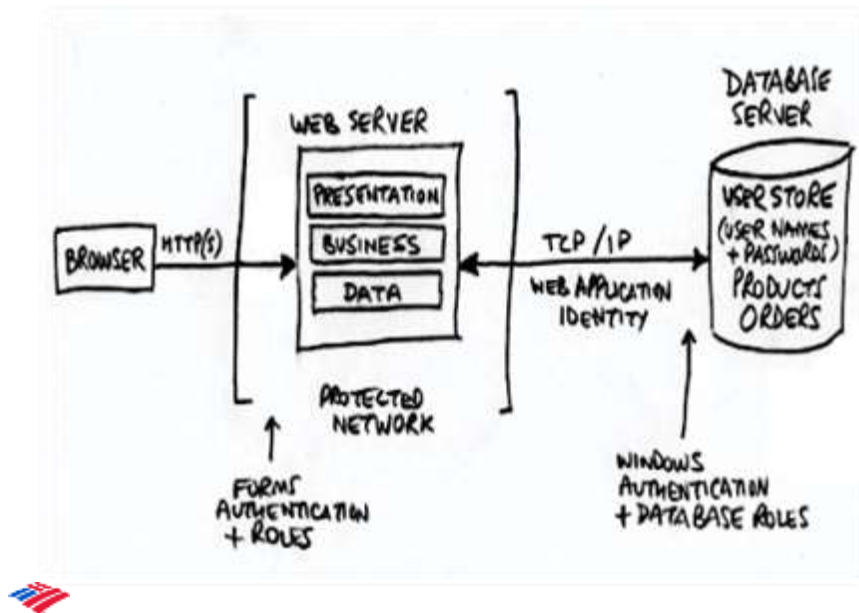 DATABASE
SERVER
WEB SERVER
PRESENTATION
BUSINESS
DATA
BROWSER
HTTP(S)
TCP/IP
WEB APPLICATION
IDENTITY
USER STORE
(USER NAMES
+ PASSWORDS)
PRODUCTS
ORDERS
PROTECTED
NETWORK
FORMS
AUTHENTICATION
+ ROLES
WINDOWS
AUTHENTICATION
+ DATABASE ROLES